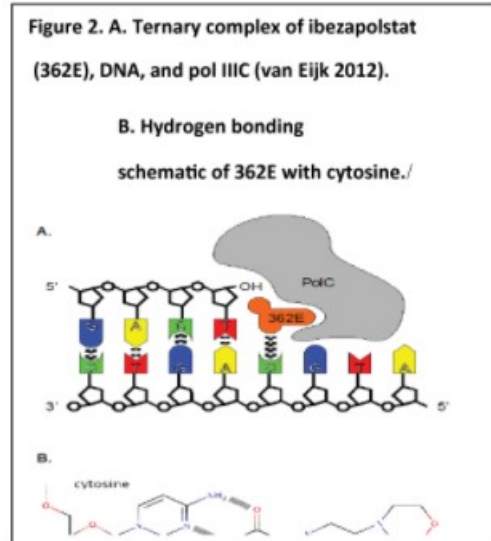 Figure 2. A. Ternary complex of ibezapolstat
(362E), DNA, and pol IIIC (van Eijk 2012).
B. Hydrogen bonding
schematic of 362E with cytosine./
A.
5'
OH
PolC
362E
A
T
A
T
A
3'
5'
B.
cytosine
NH₂
O
N
N
N
O
O